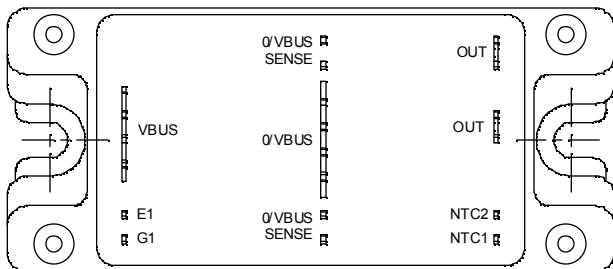 0/VBUS
SENSE
OUT
VBUS
0/VBUS
OUT
E1
0/VBUS
SENSE
NTC2
G1
NTC1